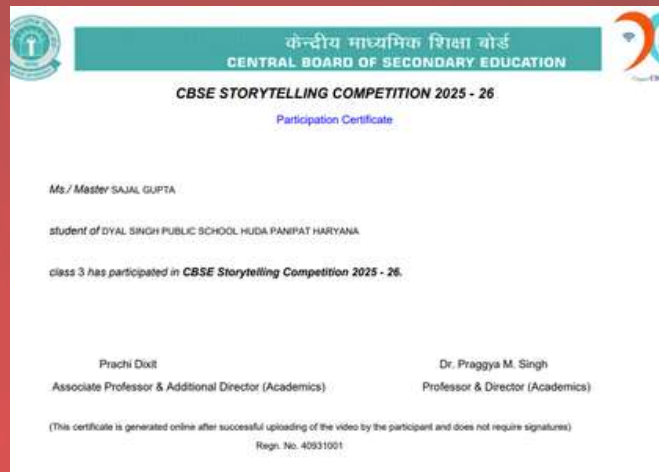 केन्द्रीय माध्यमिक शिक्षा बोर्ड
CENTRAL BOARD OF SECONDARY EDUCATION
CBSE STORYTELLING COMPETITION 2025 - 26
Participation Certificate
Ms./ Master SAJAL GUPTA
student of DYAL SINGH PUBLIC SCHOOL HUDA PANIPAT HARYANA
class 3 has participated in CBSE Storytelling Competition 2025 - 26.
Prachi Dixit Dr. Praggya M. Singh
Associate Professor & Additional Director (Academics) Professor & Director (Academics)
(This certificate is generated online after successful uploading of the video by the participant and does not require signatures)
Regn. No. 40931001